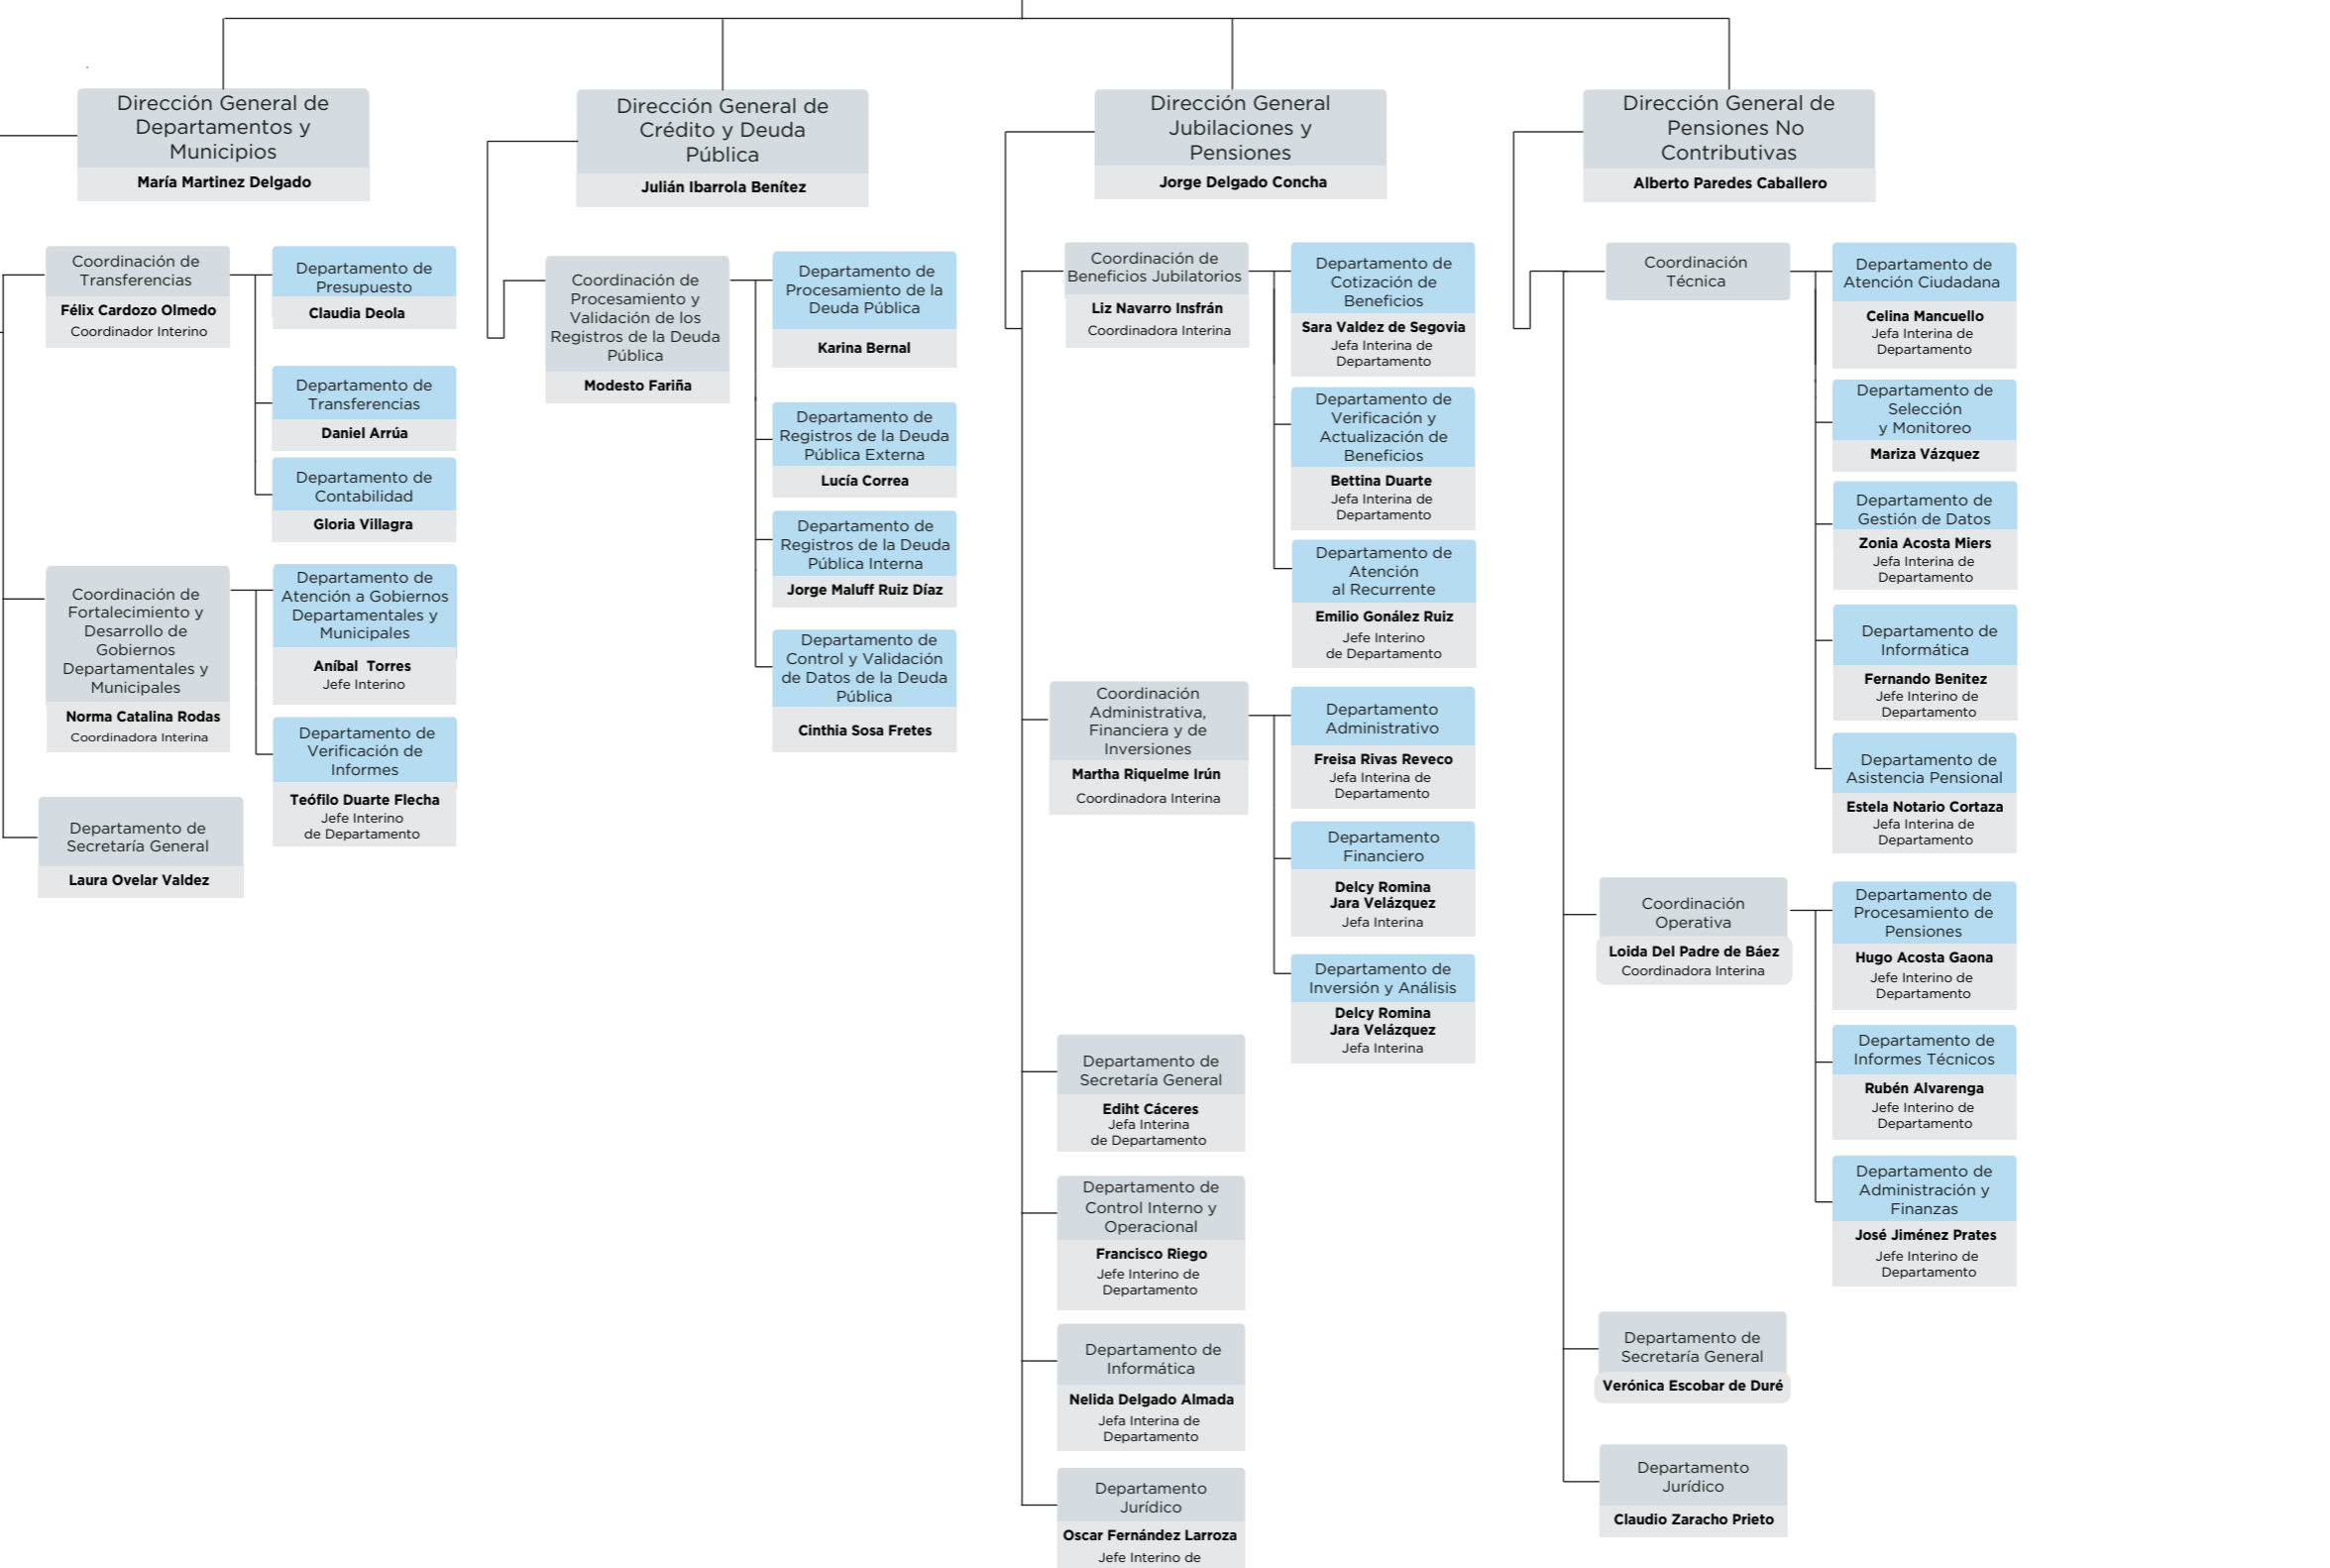 Dirección General de
Departamentos y
Municipios
María Martinez Delgado
Coordinación de
Transferencias
Félix Cardozo Olmedo
Coordinador Interino
Departamento de
Presupuesto
Claudia Deola
Departamento de
Transferencias
Daniel Arrúa
Departamento de
Contabilidad
Gloria Villagra
Coordinación de
Fortalecimiento y
Desarrollo de
Gobiernos
Departamentales y
Municipales
Norma Catalina Rodas
Coordinadora Interina
Departamento de
Atención a Gobiernos
Departamentales y
Municipales
Aníbal  Torres
Jefe Interino
Departamento de
Verificación de
Informes
Teófilo Duarte Flecha
Jefe Interino
de Departamento
Departamento de
Secretaría General
Laura Ovelar Valdez
Dirección General de
Crédito y Deuda
Pública
Julián Ibarrola Benítez
Coordinación de
Procesamiento y
Validación de los
Registros de la Deuda
Pública
Modesto Fariña
Departamento de
Procesamiento de la
Deuda Pública
Karina Bernal
Departamento de
Registros de la Deuda
Pública Externa
Lucía Correa
Departamento de
Registros de la Deuda
Pública Interna
Jorge Maluff Ruiz Díaz
Departamento de
Control y Validación
de Datos de la Deuda
Pública
Cinthia Sosa Fretes
Dirección General
Jubilaciones y
Pensiones
Jorge Delgado Concha
Coordinación de
Beneficios Jubilatorios
Liz Navarro Insfrán
Coordinadora Interina
Departamento de
Cotización de
Beneficios
Sara Valdez de Segovia
Jefa Interina de
Departamento
Departamento de
Verificación y
Actualización de
Beneficios
Bettina Duarte
Jefa Interina de
Departamento
Departamento de
Atención
al Recurrente
Emilio Gonález Ruiz
Jefe Interino
de Departamento
Coordinación
Administrativa,
Financiera y de
Inversiones
Martha Riquelme Irún
Coordinadora Interina
Departamento
Administrativo
Freisa Rivas Reveco
Jefa Interina de
Departamento
Departamento
Financiero
Delcy Romina
Jara Velázquez
Jefa Interina
Departamento de
Inversión y Análisis
Delcy Romina
Jara Velázquez
Jefa Interina
Departamento de
Secretaría General
Ediht Cáceres
Jefa Interina
de Departamento
Departamento de
Control Interno y
Operacional
Francisco Riego
Jefe Interino de
Departamento
Departamento de
Informática
Nelida Delgado Almada
Jefa Interina de
Departamento
Departamento
Jurídico
Oscar Fernández Larroza
Jefe Interino de
Dirección General de
Pensiones No
Contributivas
Alberto Paredes Caballero
Coordinación
Técnica
Departamento de
Atención Ciudadana
Celina Mancuello
Jefa Interina de
Departamento
Departamento de
Selección
y Monitoreo
Mariza Vázquez
Departamento de
Gestión de Datos
Zonia Acosta Miers
Jefa Interina de
Departamento
Departamento de
Informática
Fernando Benitez
Jefe Interino de
Departamento
Departamento de
Asistencia Pensional
Estela Notario Cortaza
Jefa Interina de
Departamento
Coordinación
Operativa
Loida Del Padre de Báez
Coordinadora Interina
Departamento de
Procesamiento de
Pensiones
Hugo Acosta Gaona
Jefe Interino de
Departamento
Departamento de
Informes Técnicos
Rubén Alvarenga
Jefe Interino de
Departamento
Departamento de
Administración y
Finanzas
José Jiménez Prates
Jefe Interino de
Departamento
Departamento de
Secretaría General
Verónica Escobar de Duré
Departamento
Jurídico
Claudio Zaracho Prieto